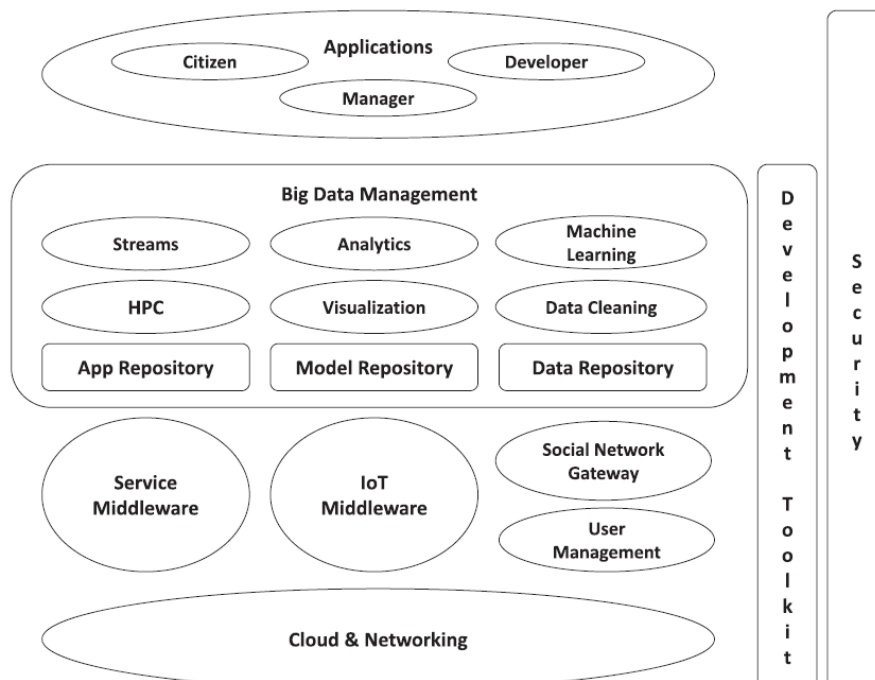 Applications
Citizen
Developer
Manager
Big Data Management
Streams
Analytics
Machine
Learning
HPC
Visualization
Data Cleaning
App Repository
Model Repository
Data Repository
Service
Middleware
IoT
Middleware
Social Network
Gateway
User
Management
Cloud & Networking
Development Toolkit
Security